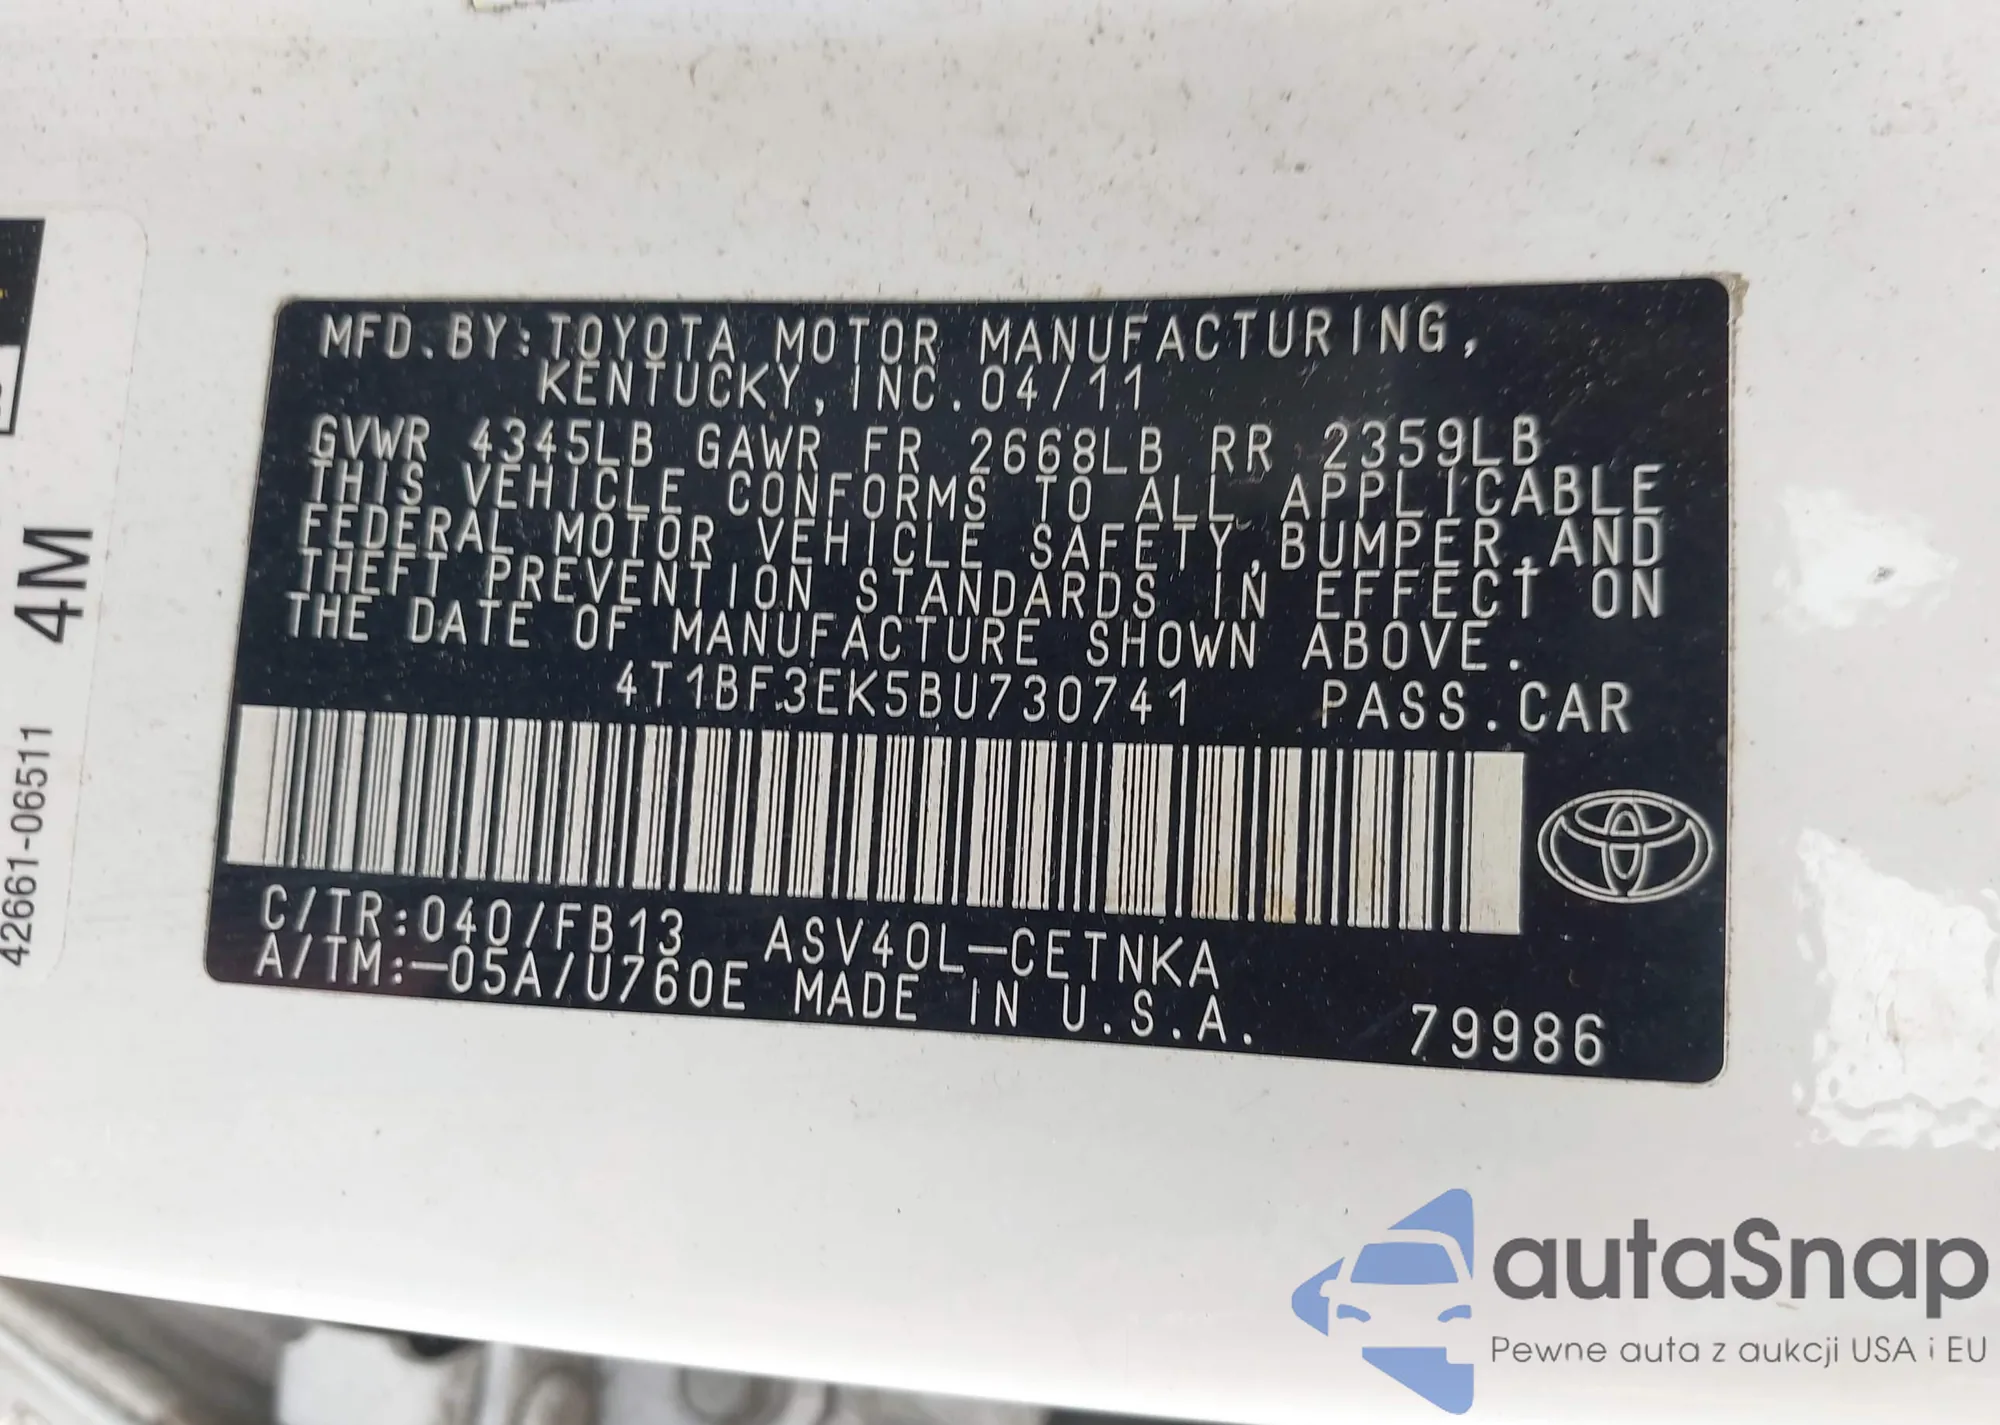 MFD.BY:TOYOTA MOTOR MANUFACTURING,
KENTUCKY,INC.04/11
GVWR 4345LB GAWR FR 2668LB RR 2359LB
THIS VEHICLE CONFORMS TO ALL APPLICABLE
FEDERAL MOTOR VEHICLE SAFETY,BUMPER,AND
THEFT PREVENTION STANDARDS IN EFFECT ON
THE DATE OF MANUFACTURE SHOWN ABOVE.
4T1BF3EK5BU730741 PASS.CAR
C/TR:040/FB13 ASV40L-CETNKA
A/TM:-05A/U760E MADE IN U.S.A. 79986
42661-06511 4M
autaSnap
Pewne auta z aukcji USA i EU